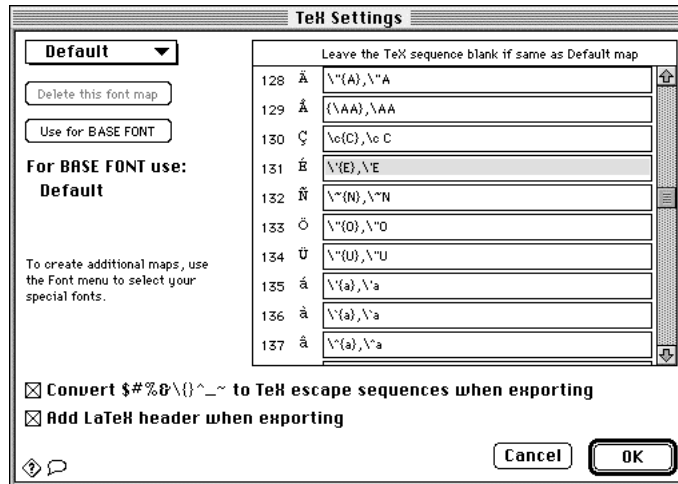 TeX Settings
Default
Leave the TeX sequence blank if same as Default map
Delete this font map
Use for BASE FONT
For BASE FONT use:
Default
To create additional maps, use
the Font menu to select your
special fonts.
128 Ä \"{A},\"A
129 Å {\AA},\AA
130 Ç \c{C},\c C
131 É \'{E},\'E
132 Ñ \~{N},\~N
133 Ö \"{O},\"O
134 Ü \"{U},\"U
135 á \'{a},\'a
136 à \`{a},\`a
137 â \^{a},\^a
Convert $#%&\{}^_~ to TeX escape sequences when exporting
Add LaTeX header when exporting
?
Cancel
OK